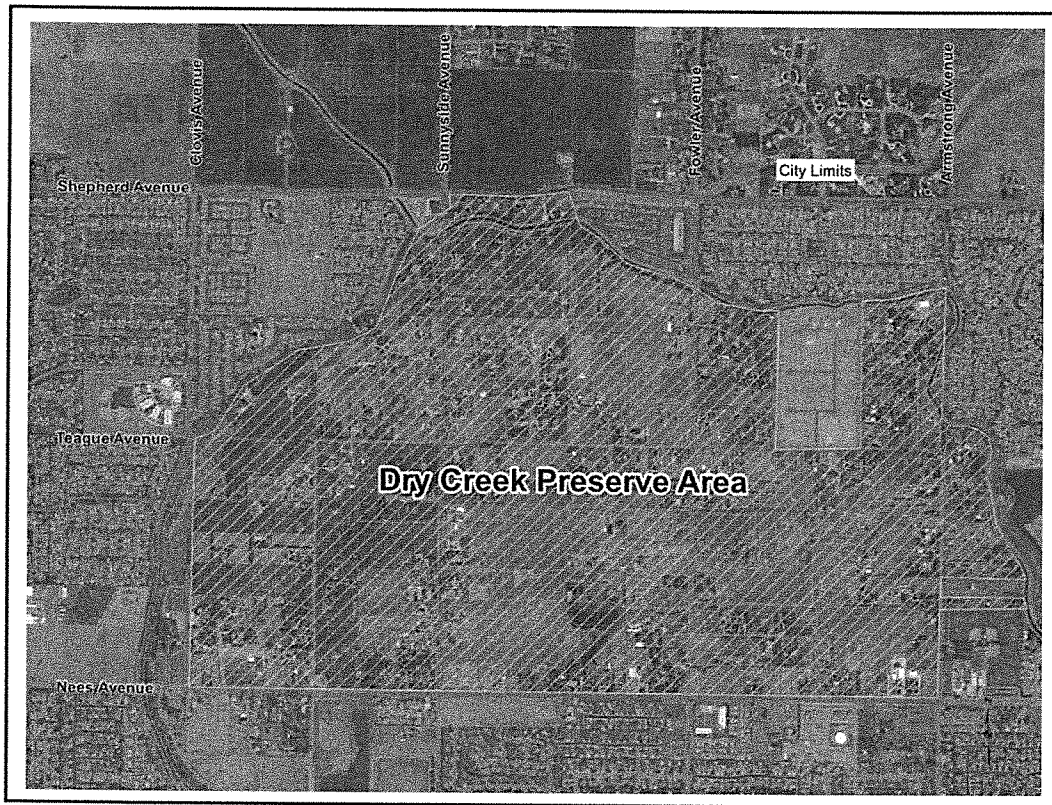 Clovis Avenue
Sunnyside Avenue
Fowler Avenue
Armstrong Avenue
City Limits
Shepherd Avenue
Teague Avenue
Dry Creek Preserve Area
Nees Avenue